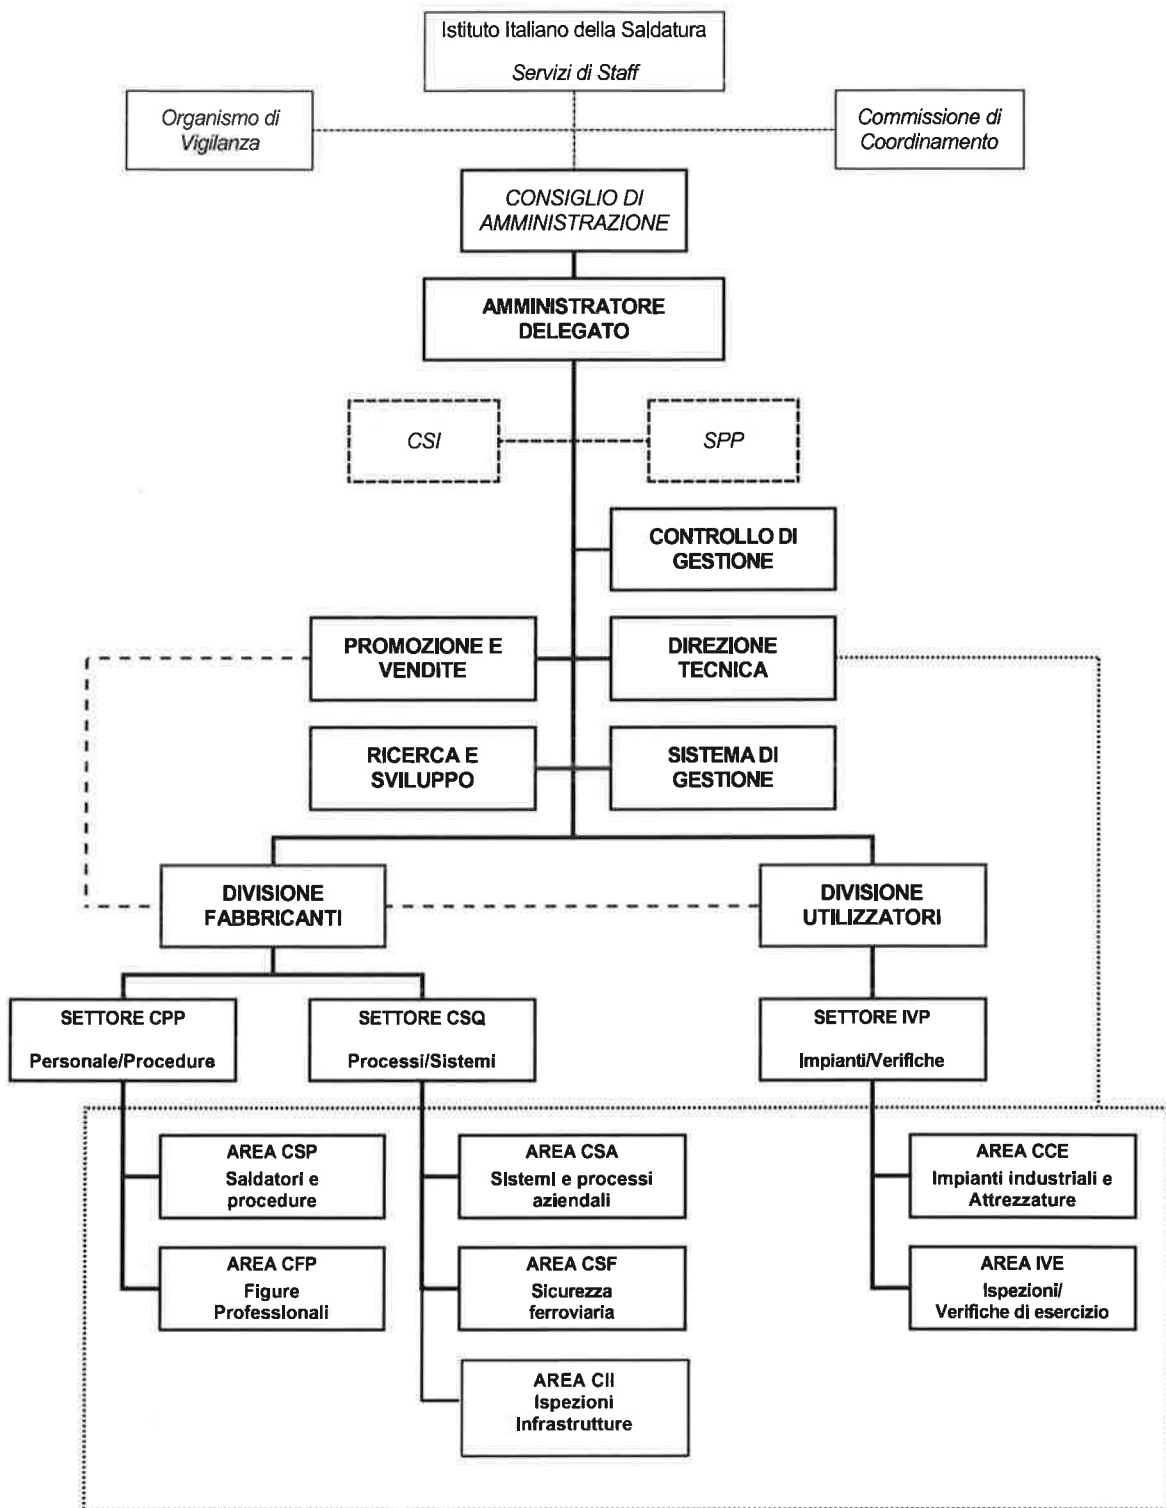 Istituto Italiano della Saldatura
Servizi di Staff
Organismo di
Vigilanza
Commissione di
Coordinamento
CONSIGLIO DI
AMMINISTRAZIONE
AMMINISTRATORE
DELEGATO
CSI
SPP
CONTROLLO DI
GESTIONE
PROMOZIONE E
VENDITE
DIREZIONE
TECNICA
RICERCA E
SVILUPPO
SISTEMA DI
GESTIONE
DIVISIONE
FABBRICANTI
DIVISIONE
UTILIZZATORI
SETTORE CPP
Personale/Procedure
SETTORE CSQ
Processi/Sistemi
SETTORE IVP
Impianti/Verifiche
AREA CSP
Saldatori e
procedure
AREA CSA
Sistemi e processi
aziendali
AREA CCE
Impianti industriali e
Attrezzature
AREA CFP
Figure
Professionali
AREA CSF
Sicurezza
ferroviaria
AREA IVE
Ispezioni/
Verifiche di esercizio
AREA CII
Ispezioni
Infrastrutture